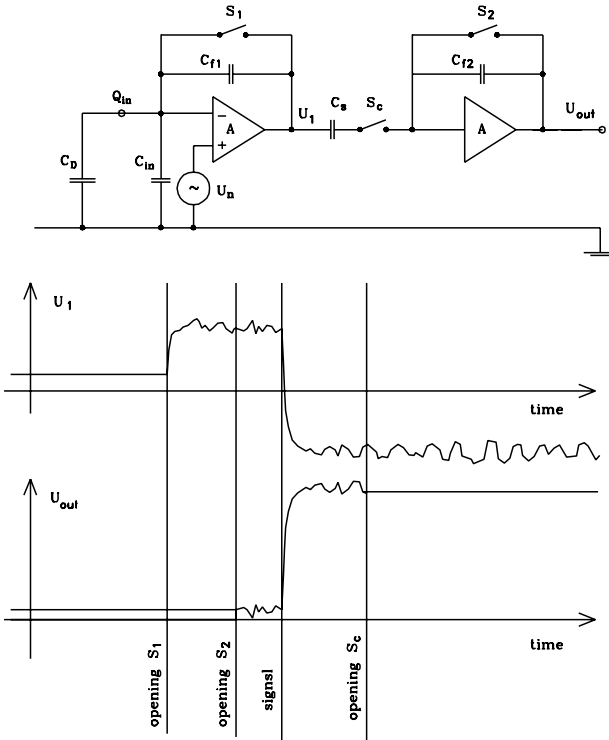 S1
S2
Cf1
Cf2
Qin
U1
Cs
Sc
Uout
−
A
+
A
CD
Cin
~
Un
U1
time
Uout
time
opening S1
opening S2
signsl
opening Sc